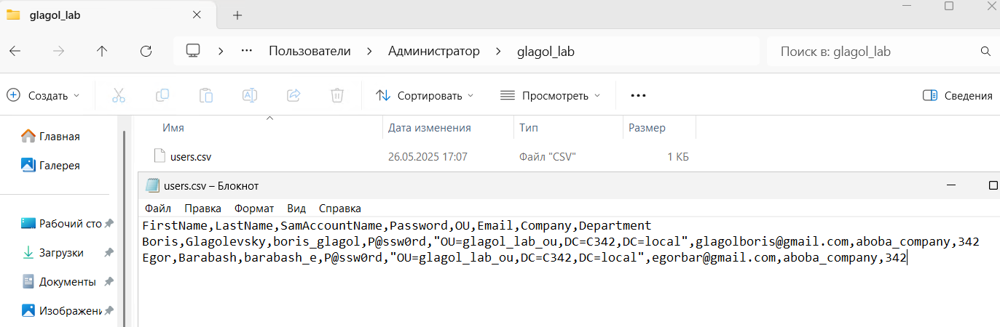 glagol_lab
Пользователи Администратор glagol_lab
Поиск в: glagol_lab
Создать Сортировать Просмотреть Сведения
Имя Дата изменения Тип Размер
users.csv 26.05.2025 17:07 Файл "CSV" 1 КБ
Главная
Галерея
Рабочий сто
Загрузки
Документы
Изображени
users.csv – Блокнот
Файл Правка Формат Вид Справка
FirstName,LastName,SamAccountName,Password,OU,Email,Company,Department
Boris,Glagolevsky,boris_glagol,P@ssw0rd,"OU=glagol_lab_ou,DC=C342,DC=local",glagolboris@gmail.com,aboba_company,342
Egor,Barabash,barabash_e,P@ssw0rd,"OU=glagol_lab_ou,DC=C342,DC=local",egorbar@gmail.com,aboba_company,342